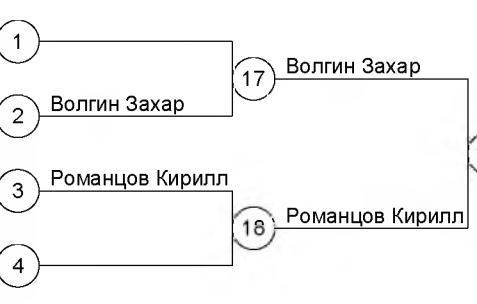 1
17 Волгин Захар
2 Волгин Захар
3 Романцов Кирилл
18 Романцов Кирилл
4